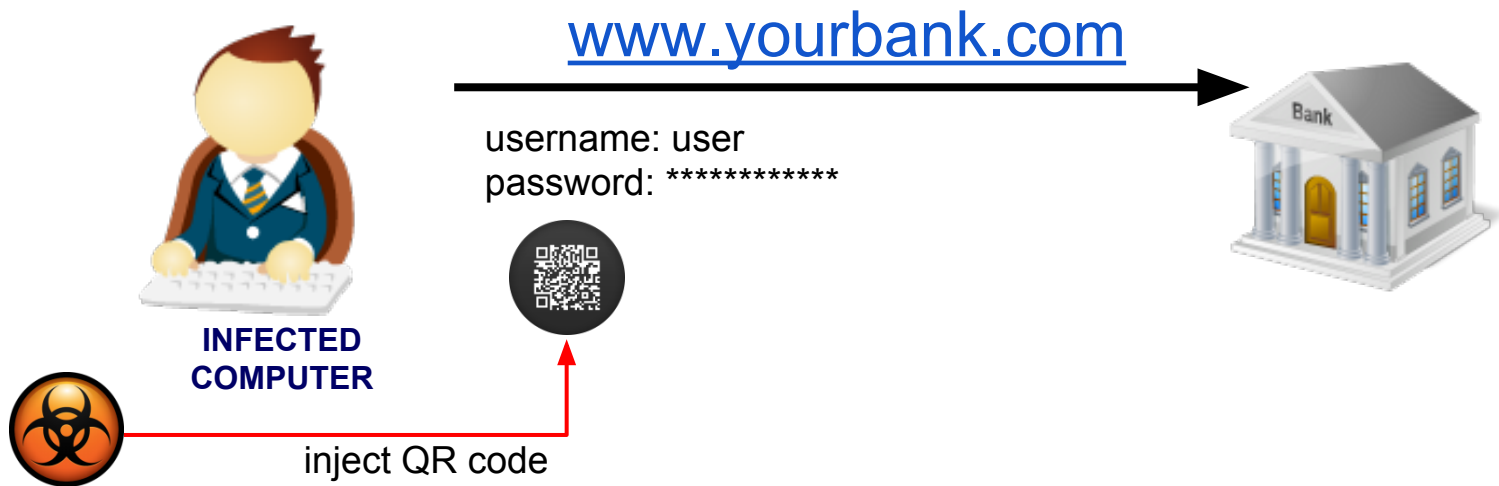 www.yourbank.com
Bank
username: user
password: ************
INFECTED
COMPUTER
inject QR code